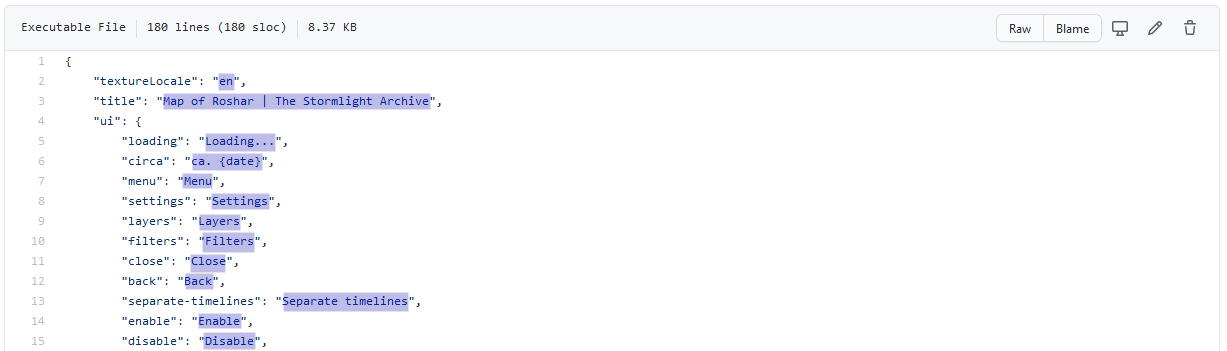 Executable File 180 lines (180 sloc) 8.37 KB Raw Blame
1 {
2 "textureLocale": "en",
3 "title": "Map of Roshar | The Stormlight Archive",
4 "ui": {
5 "loading": "Loading...",
6 "circa": "ca. {date}",
7 "menu": "Menu",
8 "settings": "Settings",
9 "layers": "Layers",
10 "filters": "Filters",
11 "close": "Close",
12 "back": "Back",
13 "separate-timelines": "Separate timelines",
14 "enable": "Enable",
15 "disable": "Disable",